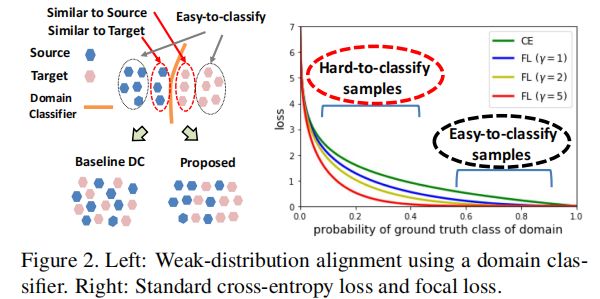 Similar to Source
Similar to Target
Easy-to-classify
Source
Target
Domain
Classifier
Baseline DC
Proposed
7
6
5
4
3
2
1
0
loss
CE
FL (γ = 1)
FL (γ = 2)
FL (γ = 5)
Hard-to-classify
samples
Easy-to-classify
samples
0.0
0.2
0.4
0.6
0.8
1.0
probability of ground truth class of domain
Figure 2. Left: Weak-distribution alignment using a domain clas-
sifier. Right: Standard cross-entropy loss and focal loss.